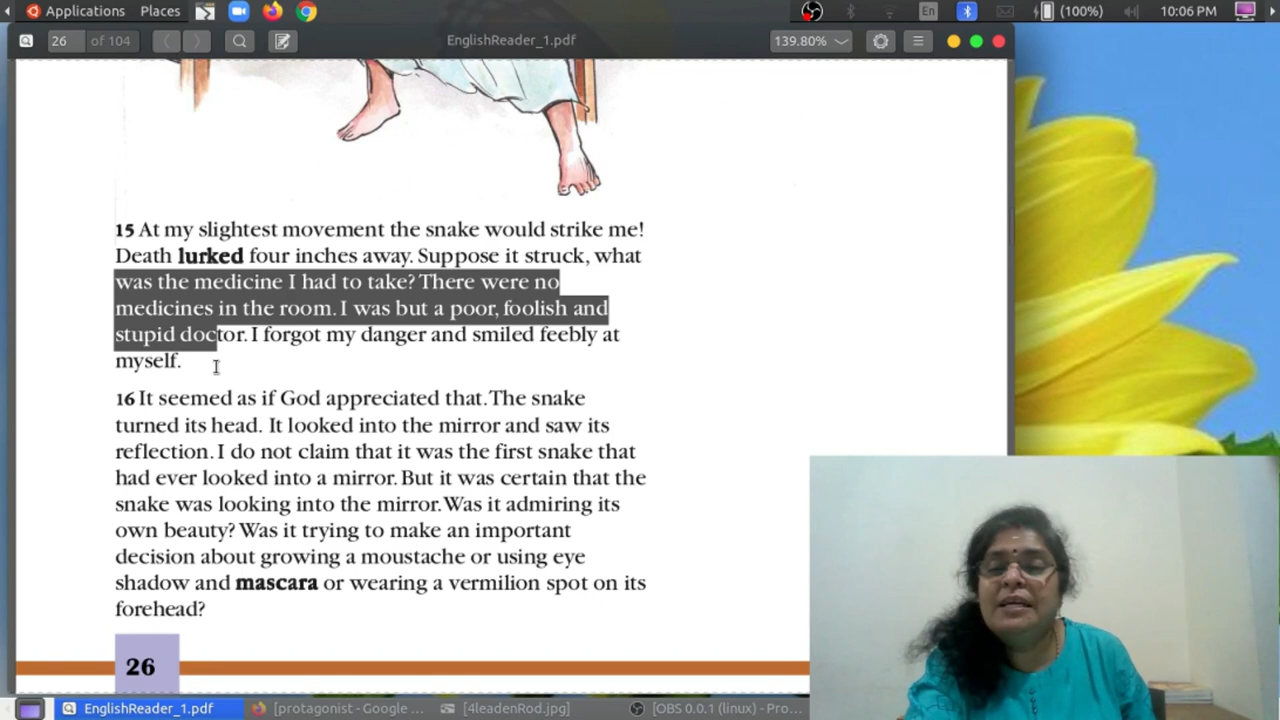 Applications Places En (100%) 10:06 PM
26 of 104 EnglishReader_1.pdf 139.80%
15 At my slightest movement the snake would strike me!
Death lurked four inches away. Suppose it struck, what
was the medicine I had to take? There were no
medicines in the room. I was but a poor, foolish and
stupid doctor. I forgot my danger and smiled feebly at
myself.
16 It seemed as if God appreciated that. The snake
turned its head. It looked into the mirror and saw its
reflection. I do not claim that it was the first snake that
had ever looked into a mirror. But it was certain that the
snake was looking into the mirror. Was it admiring its
own beauty? Was it trying to make an important
decision about growing a moustache or using eye
shadow and mascara or wearing a vermilion spot on its
forehead?
26
EnglishReader_1.pdf [protagonist - Google ... [4leadenRod.jpg] [OBS 0.0.1 (linux) - Pro...